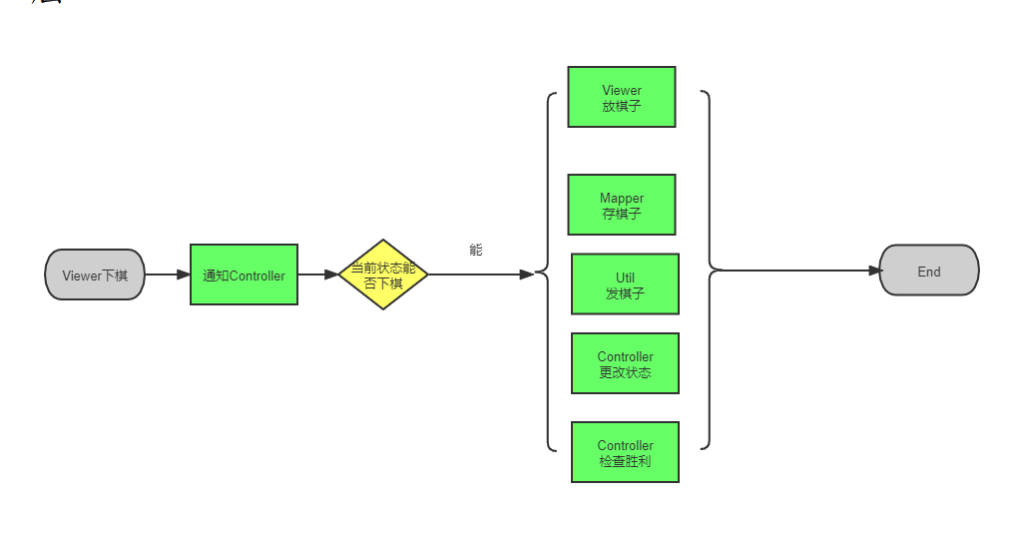 Viewer下棋
通知Controller
当前状态能
否下棋
能
Viewer
放棋子
Mapper
存棋子
Util
发棋子
Controller
更改状态
Controller
检查胜利
End